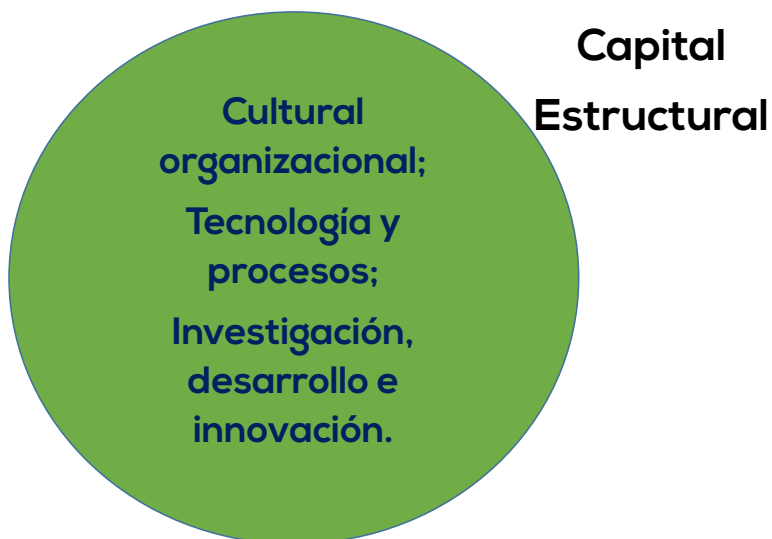 Capital
Estructural
Cultural
organizacional;
Tecnología y
procesos;
Investigación,
desarrollo e
innovación.